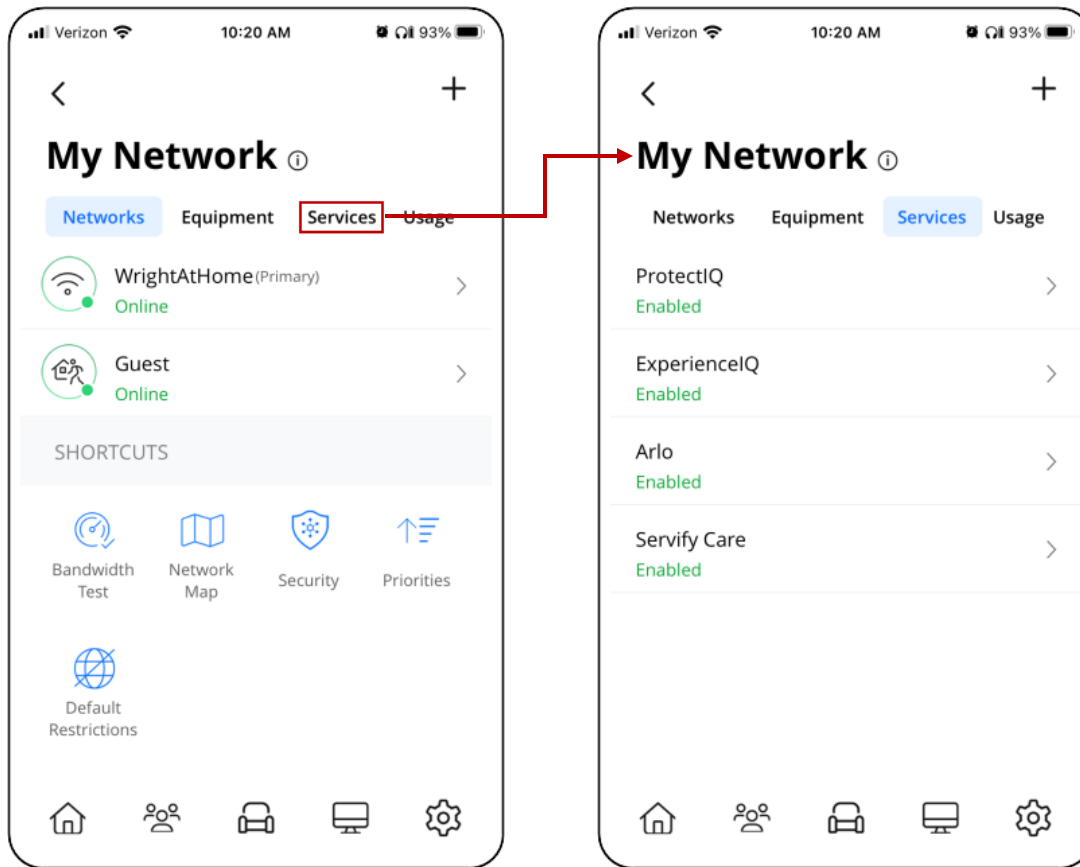 Verizon 10:20 AM 93%
My Network
Networks Equipment Services Usage
WrightAtHome (Primary)
Online
Guest
Online
SHORTCUTS
Bandwidth Test
Network Map
Security
Priorities
Default Restrictions
Verizon 10:20 AM 93%
My Network
Networks Equipment Services Usage
ProtectIQ
Enabled
ExperienceIQ
Enabled
Arlo
Enabled
Servify Care
Enabled